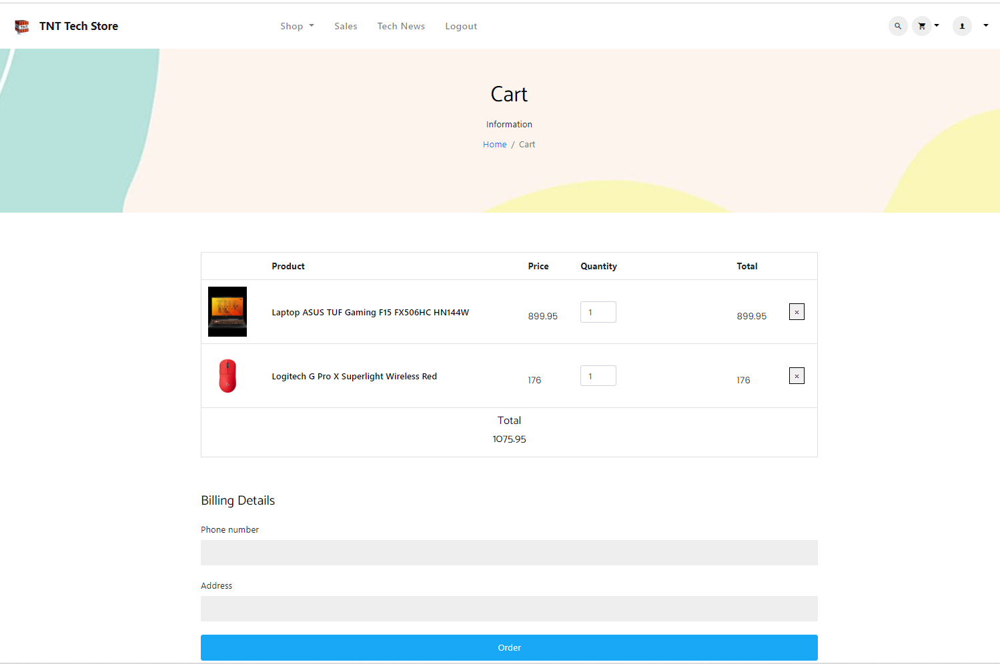 TNT Tech Store Shop Sales Tech News Logout
Cart
Information
Home / Cart
Product Price Quantity Total
Laptop ASUS TUF Gaming F15 FX506HC HN144W 899.95 1 899.95 ×
Logitech G Pro X Superlight Wireless Red 176 1 176 ×
Total
1075.95
Billing Details
Phone number
Address
Order